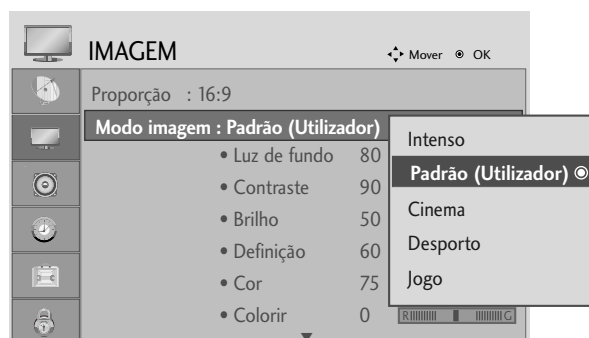 IMAGEM
Mover OK
Proporção : 16:9
Modo imagem : Padrão (Utilizador)
• Luz de fundo 80
• Contraste 90
• Brilho 50
• Definição 60
• Cor 75
• Colorir 0 R G
Intenso
Padrão (Utilizador)
Cinema
Desporto
Jogo